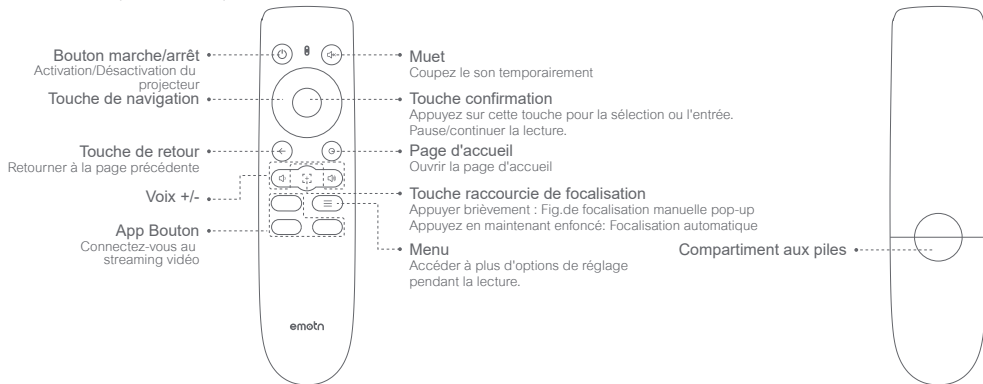 Bouton marche/arrêt
Activation/Désactivation du
projecteur
Touche de navigation
Touche de retour
Retourner à la page précédente
Voix +/-
App Bouton
Connectez-vous au
streaming vidéo
Muet
Coupez le son temporairement
Touche confirmation
Appuyez sur cette touche pour la sélection ou l'entrée.
Pause/continuer la lecture.
Page d'accueil
Ouvrir la page d'accueil
Touche raccourcie de focalisation
Appuyer brièvement : Fig.de focalisation manuelle pop-up
Appuyez en maintenant enfoncé: Focalisation automatique
Menu
Accéder à plus d'options de réglage
pendant la lecture.
emotn
Compartiment aux piles